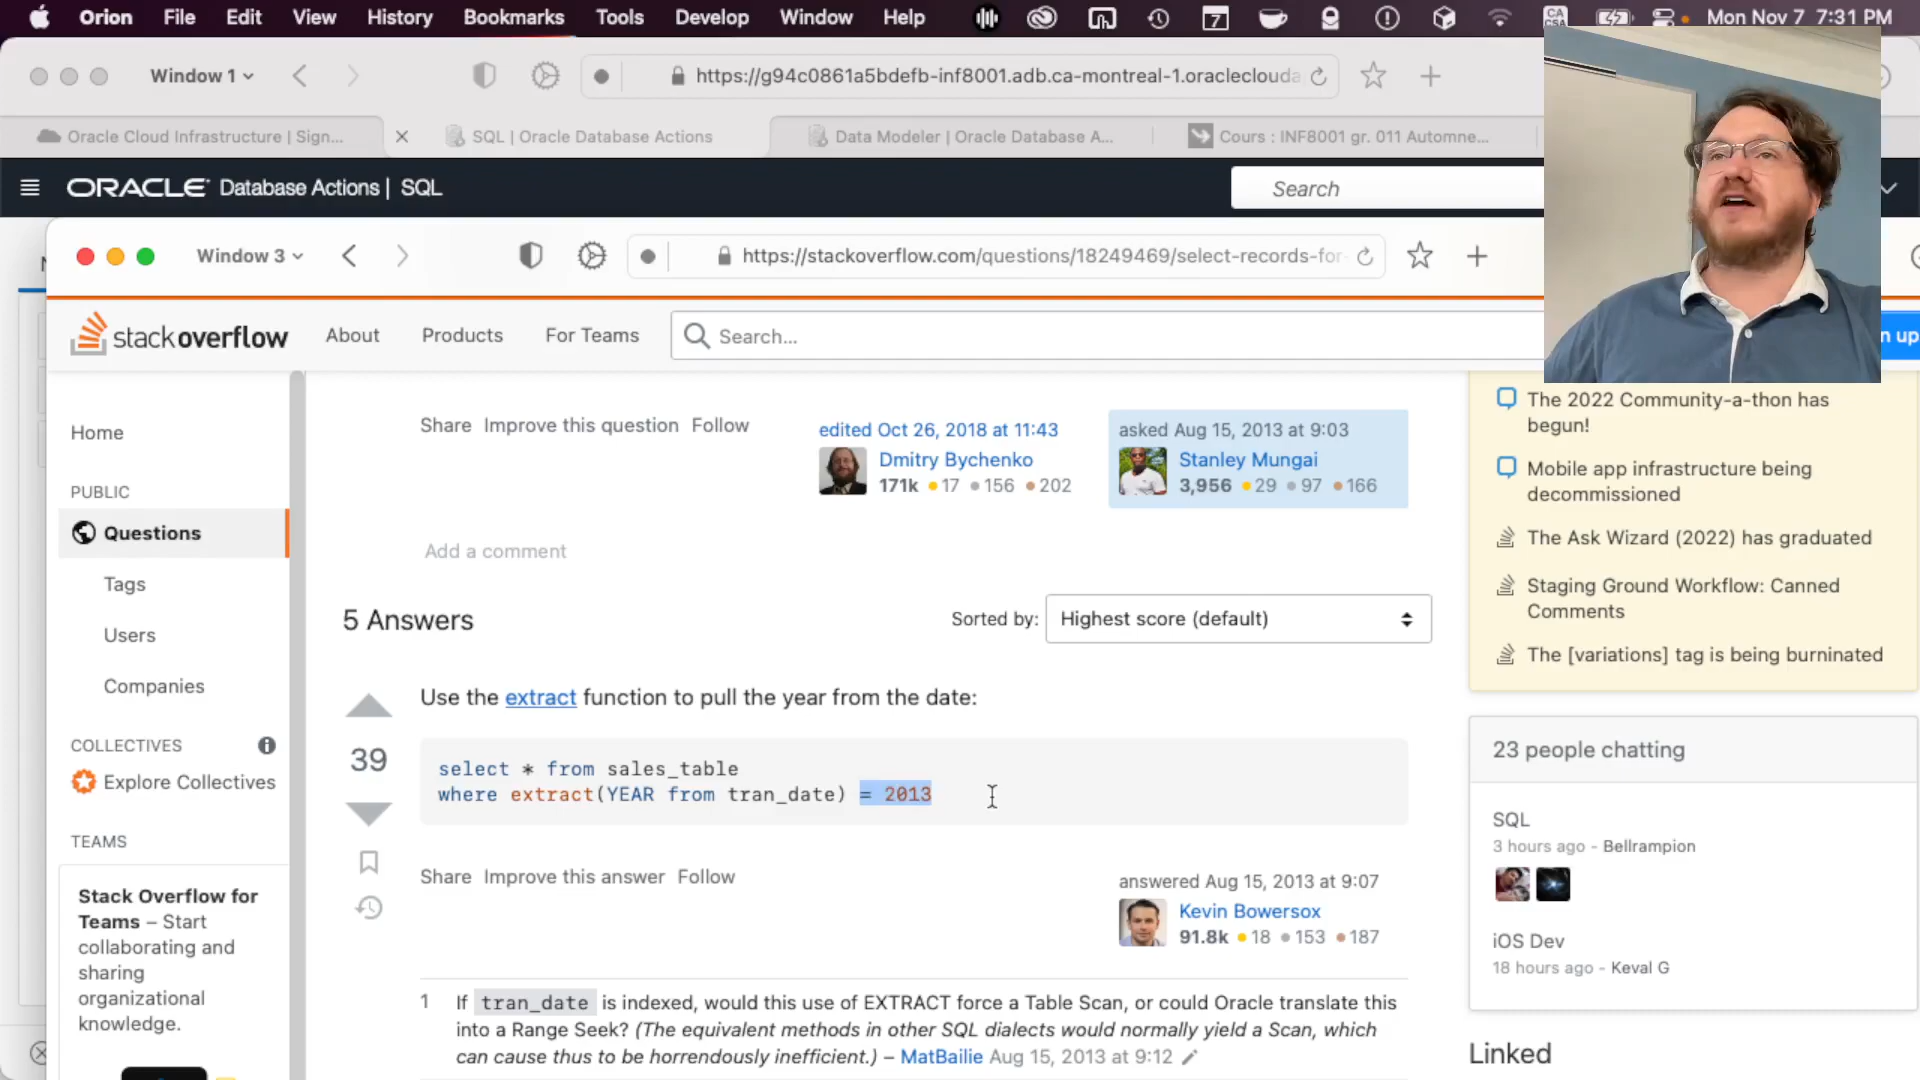 Orion File Edit View History Bookmarks Tools Develop Window Help 7 CA CSA Mon Nov 7 7:31 PM
Window 1 https://g94c0861a5bdefb-inf8001.adb.ca-montreal-1.oracleclouda
Oracle Cloud Infrastructure | Sign... SQL | Oracle Database Actions Data Modeler | Oracle Database A... Cours : INF8001 gr. 011 Automne...
ORACLE Database Actions | SQL Search
Window 3 https://stackoverflow.com/questions/18249469/select-records-for-
stackoverflow About Products For Teams Search... n up
Home
PUBLIC
Questions
Tags
Users
Companies
COLLECTIVES
Explore Collectives
TEAMS
Stack Overflow for
Teams – Start
collaborating and
sharing
organizational
knowledge.
Share Improve this question Follow
edited Oct 26, 2018 at 11:43
Dmitry Bychenko
171k 17 156 202
asked Aug 15, 2013 at 9:03
Stanley Mungai
3,956 29 97 166
Add a comment
5 Answers
Sorted by: Highest score (default)
39
Use the extract function to pull the year from the date:
select * from sales_table
where extract(YEAR from tran_date) = 2013
Share Improve this answer Follow
answered Aug 15, 2013 at 9:07
Kevin Bowersox
91.8k 18 153 187
1 If tran_date is indexed, would this use of EXTRACT force a Table Scan, or could Oracle translate this
into a Range Seek? (The equivalent methods in other SQL dialects would normally yield a Scan, which
can cause thus to be horrendously inefficient.) – MatBailie Aug 15, 2013 at 9:12
The 2022 Community-a-thon has
begun!
Mobile app infrastructure being
decommissioned
The Ask Wizard (2022) has graduated
Staging Ground Workflow: Canned
Comments
The [variations] tag is being burninated
23 people chatting
SQL
3 hours ago - Bellrampion
iOS Dev
18 hours ago - Keval G
Linked